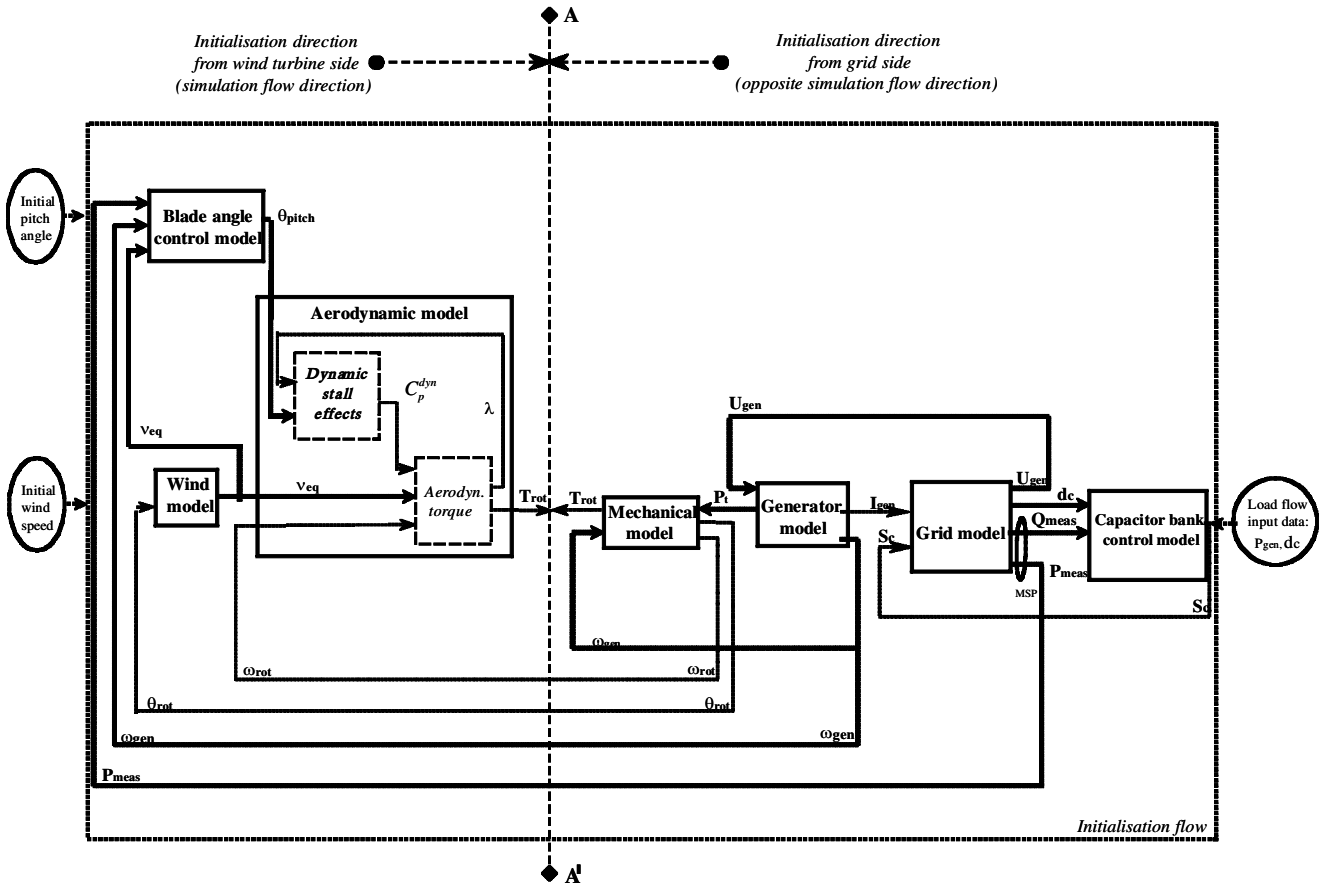 A
Initialisation direction
from wind turbine side
(simulation flow direction)
Initialisation direction
from grid side
(opposite simulation flow direction)
Initial
pitch
angle
Blade angle
control model
θpitch
Aerodynamic model
Dynamic
stall
effects
C_p^dyn
λ
νeq
Initial
wind
speed
Wind
model
νeq
Aerodyn.
torque
Trot
Trot
Mechanical
model
Pt
Ugen
Generator
model
Igen
Sc
Grid model
Ugen
dc
Qmeas
Pmeas
MSP
Capacitor bank
control model
Sc
Load flow
input data:
Pgen, dc
ωgen
ωrot
ωrot
θrot
θrot
ωgen
ωgen
Pmeas
Initialisation flow
A'